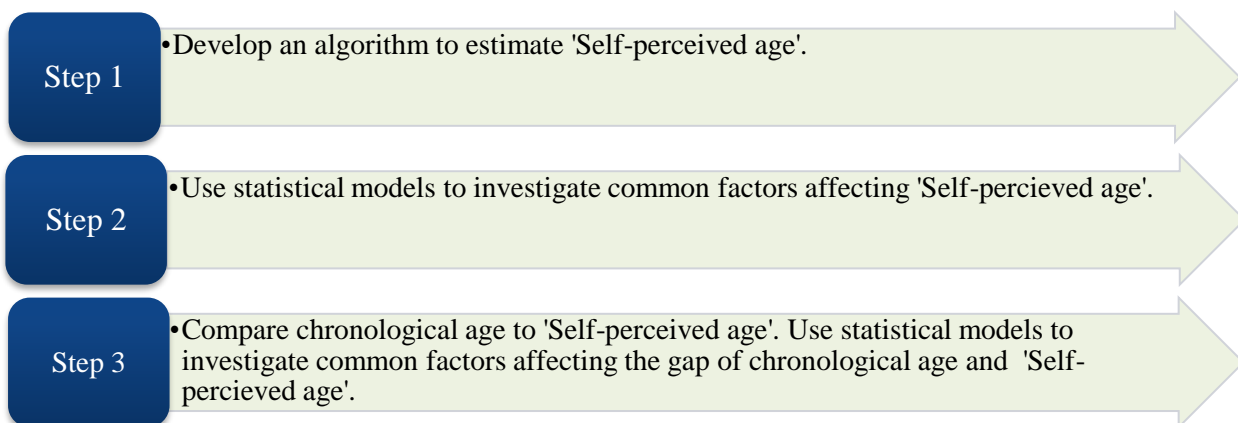 Step 1
•Develop an algorithm to estimate 'Self-perceived age'.
Step 2
•Use statistical models to investigate common factors affecting 'Self-percieved age'.
Step 3
•Compare chronological age to 'Self-perceived age'. Use statistical models to
investigate common factors affecting the gap of chronological age and  'Self-
percieved age'.